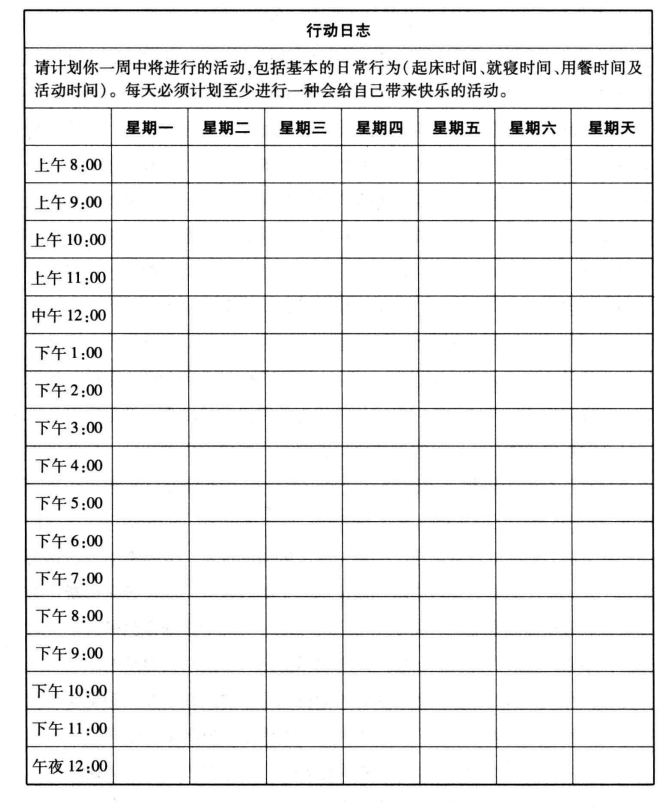 行动日志
请计划你一周中将进行的活动,包括基本的日常行为(起床时间、就寝时间、用餐时间及
活动时间)。每天必须计划至少进行一种会给自己带来快乐的活动。
星期一 星期二 星期三 星期四 星期五 星期六 星期天
上午 8:00
上午 9:00
上午 10:00
上午 11:00
中午 12:00
下午 1:00
下午 2:00
下午 3:00
下午 4:00
下午 5:00
下午 6:00
下午 7:00
下午 8:00
下午 9:00
下午 10:00
下午 11:00
午夜 12:00